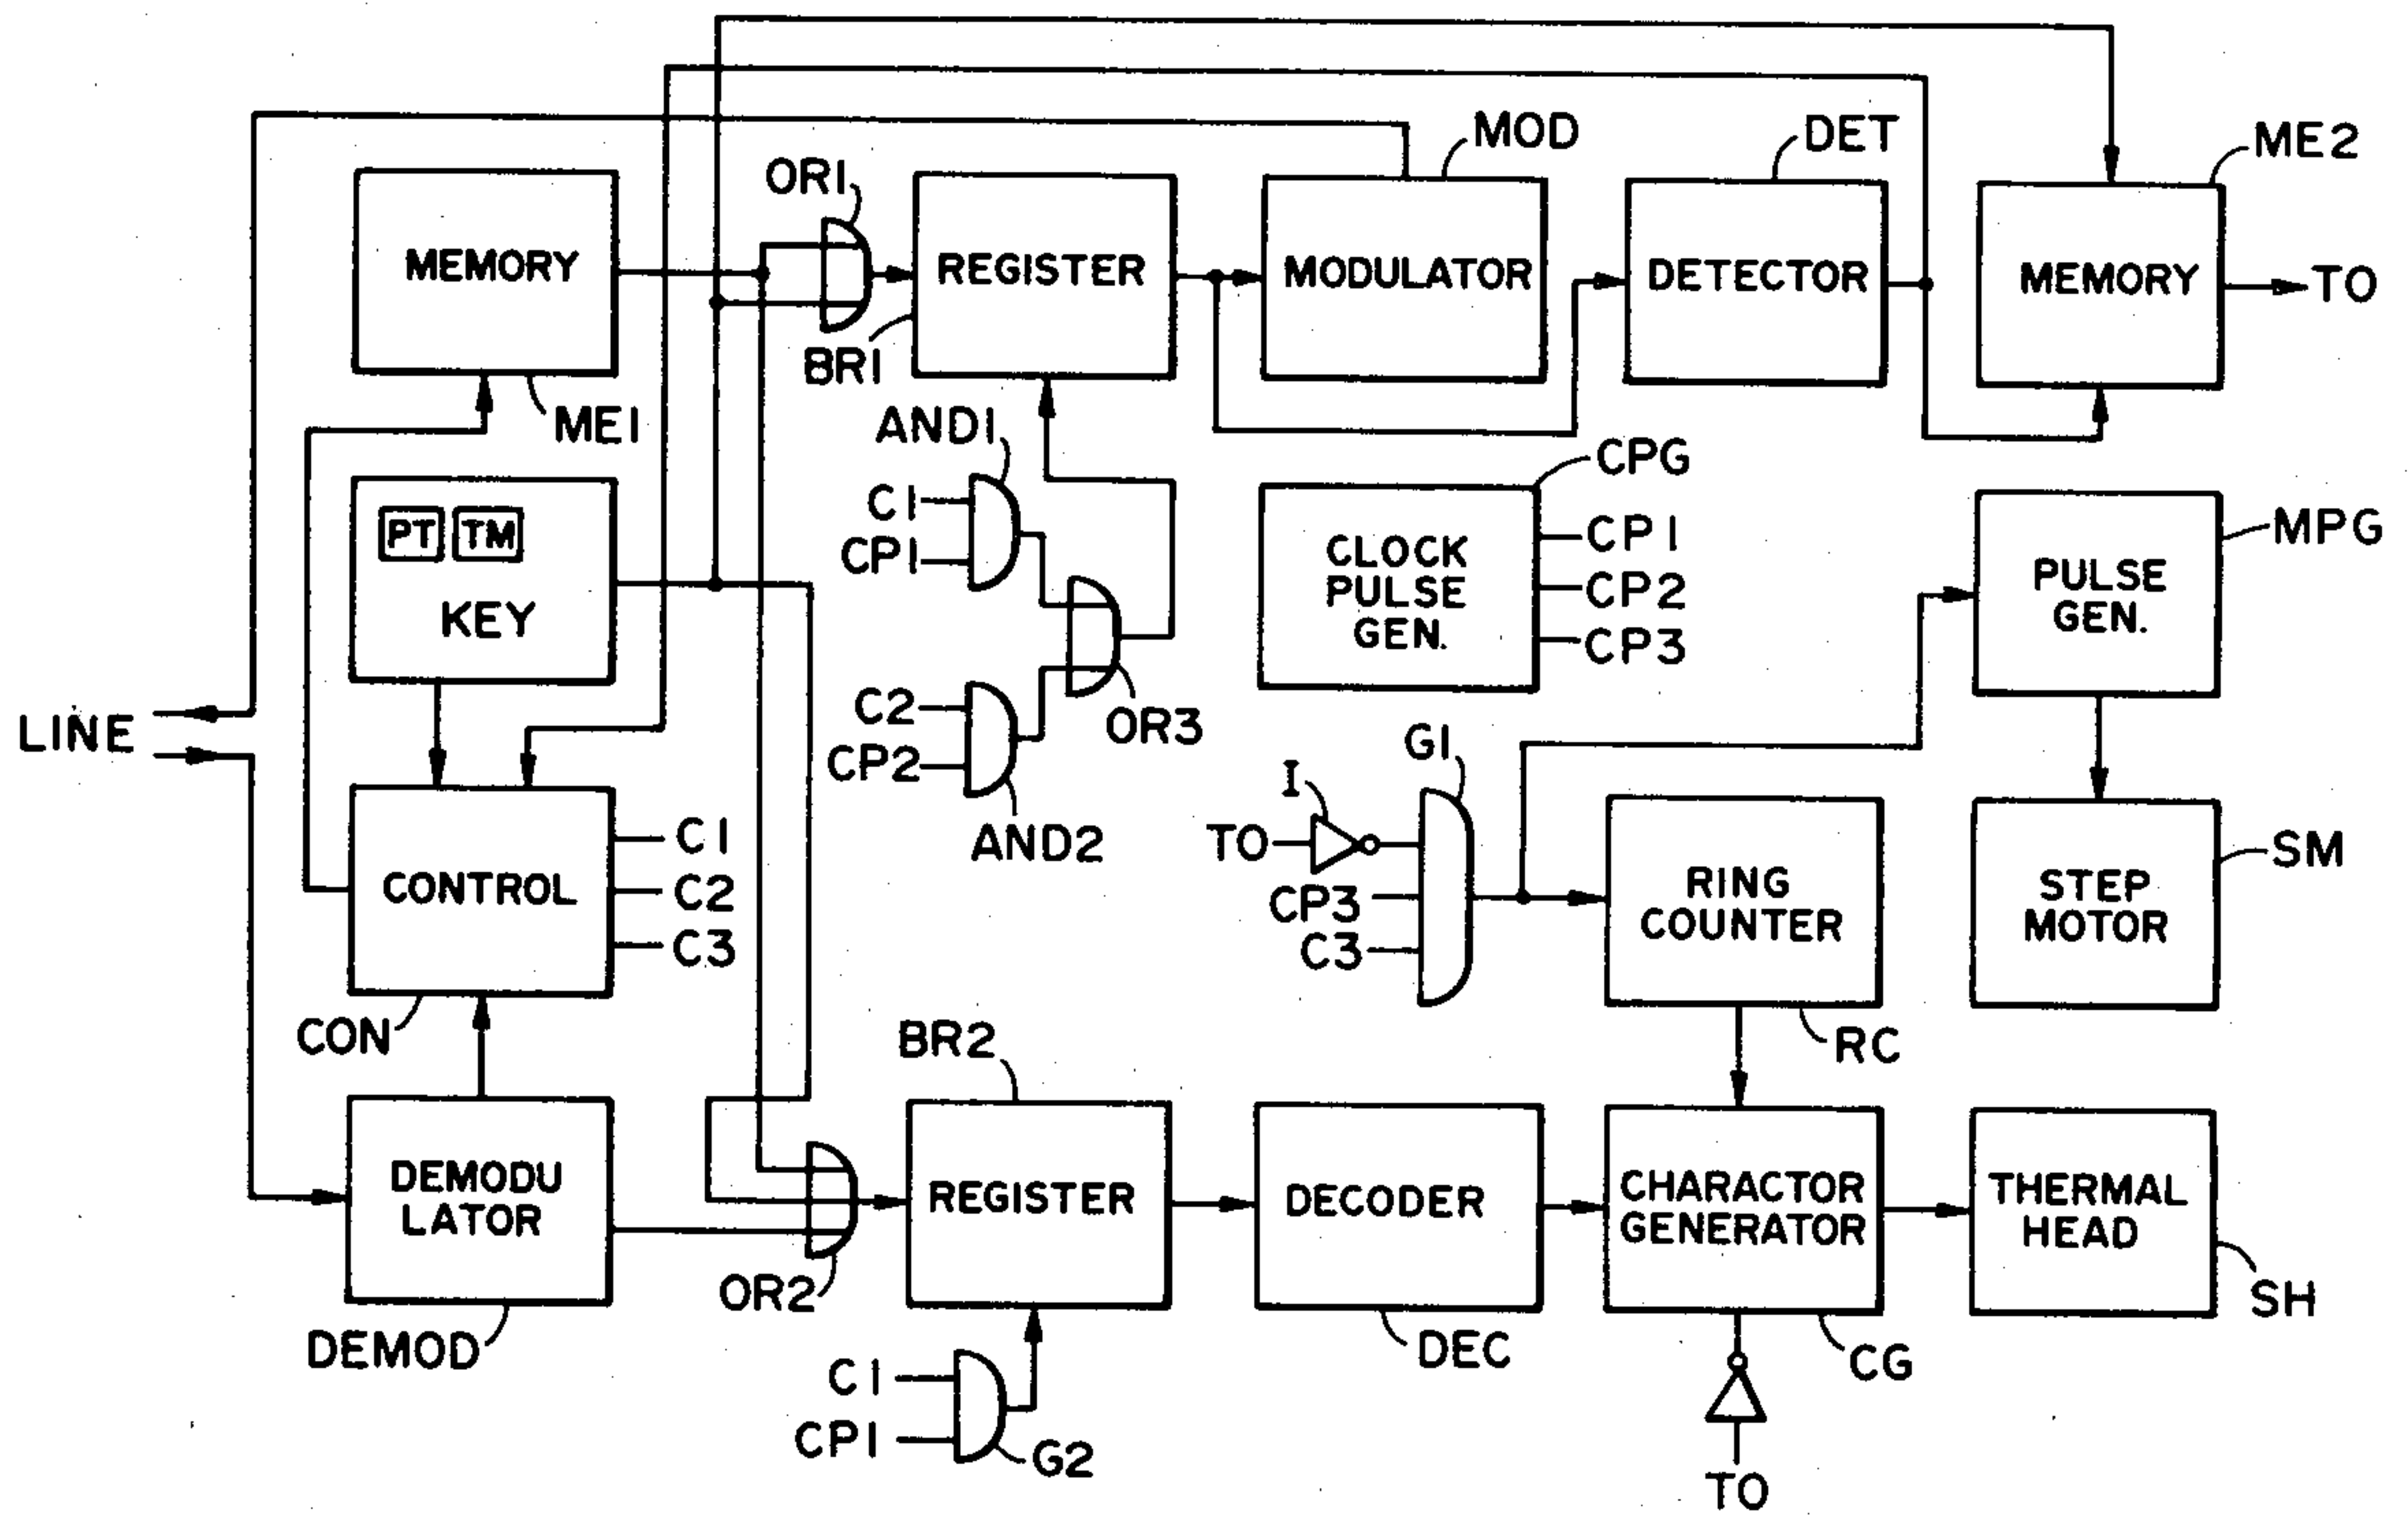 MOD
DET
ME2
OR1
MEMORY
REGISTER
MODULATOR
DETECTOR
MEMORY
TO
BR1
ME1
AND1
CPG
C1
CP1
PT
TM
KEY
CLOCK
PULSE
GEN.
CP1
CP2
CP3
PULSE
GEN.
MPG
LINE
C2
CP2
OR3
AND2
G1
I
TO
CP3
C3
CONTROL
C1
C2
C3
CON
RING
COUNTER
RC
STEP
MOTOR
SM
BR2
DEMODU
LATOR
DEMOD
OR2
REGISTER
DECODER
DEC
CHARACTOR
GENERATOR
CG
THERMAL
HEAD
SH
C1
CP1
G2
TO